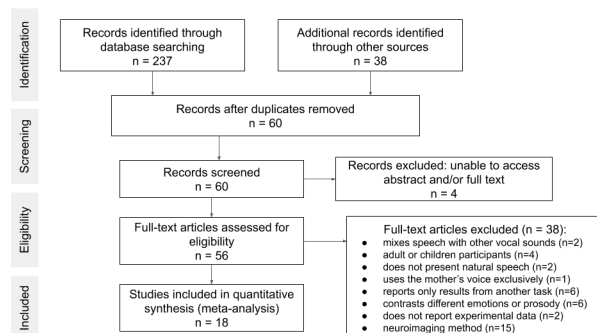 Identification
Records identified through
database searching
n = 237
Additional records identified
through other sources
n = 38
Records after duplicates removed
n = 60
Screening
Records screened
n = 60
Records excluded: unable to access
abstract and/or full text
n = 4
Eligibility
Full-text articles assessed for
eligibility
n = 56
Full-text articles excluded (n = 38):
● mixes speech with other vocal sounds (n=2)
● adult or children participants (n=4)
● does not present natural speech (n=2)
● uses the mother's voice exclusively (n=1)
● reports only results from another task (n=6)
● contrasts different emotions or prosody (n=6)
● does not report experimental data (n=2)
● neuroimaging method (n=15)
Included
Studies included in quantitative
synthesis (meta-analysis)
n = 18